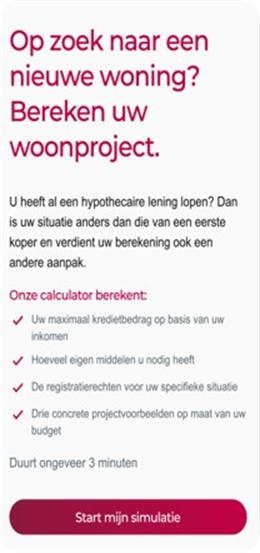 Op zoek naar een
nieuwe woning?
Bereken uw
woonproject.
U heeft al een hypothecaire lening lopen? Dan
is uw situatie anders dan die van een eerste
koper en verdient uw berekening ook een
andere aanpak.
Onze calculator berekent:
Uw maximaal kredietbedrag op basis van uw
inkomen
Hoeveel eigen middelen u nodig heeft
De registratierechten voor uw specifieke situatie
Drie concrete projectvoorbeelden op maat van uw
budget
Duurt ongeveer 3 minuten
Start mijn simulatie